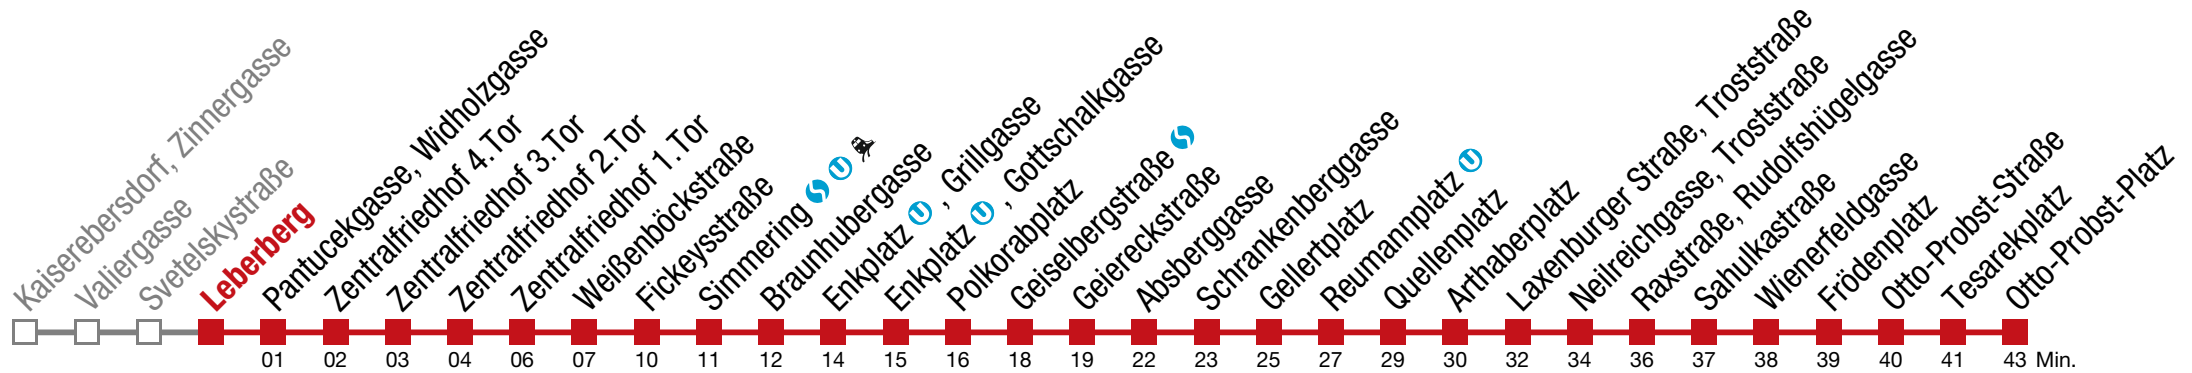 Kaiserebersdorf, Zinnergasse
Valiergasse
Svetelskystraße
Leberberg
Pantucekgasse, Widholzgasse
Zentralfriedhof 4.Tor
Zentralfriedhof 3.Tor
Zentralfriedhof 2.Tor
Zentralfriedhof 1.Tor
Weißenböckstraße
Fickeysstraße
Simmering S U
Braunhubergasse
Enkplatz U , Grillgasse
Enkplatz U , Gottschalkgasse
Polkorabplatz
Geiselbergstraße S
Geiereckstraße
Absberggasse
Schrankenberggasse
Gellertplatz
Reumannplatz U
Quellenplatz
Arthaberplatz
Laxenburger Straße, Troststraße
Neilreichgasse, Troststraße
Raxstraße, Rudolfshügelgasse
Sahulkastraße
Wienerfeldgasse
Frödenplatz
Otto-Probst-Straße
Tesarekplatz
Otto-Probst-Platz
01 02 03 04 06 07 10 11 12 14 15 16 18 19 22 23 25 27 29 30 32 34 36 37 38 39 40 41 43 Min.